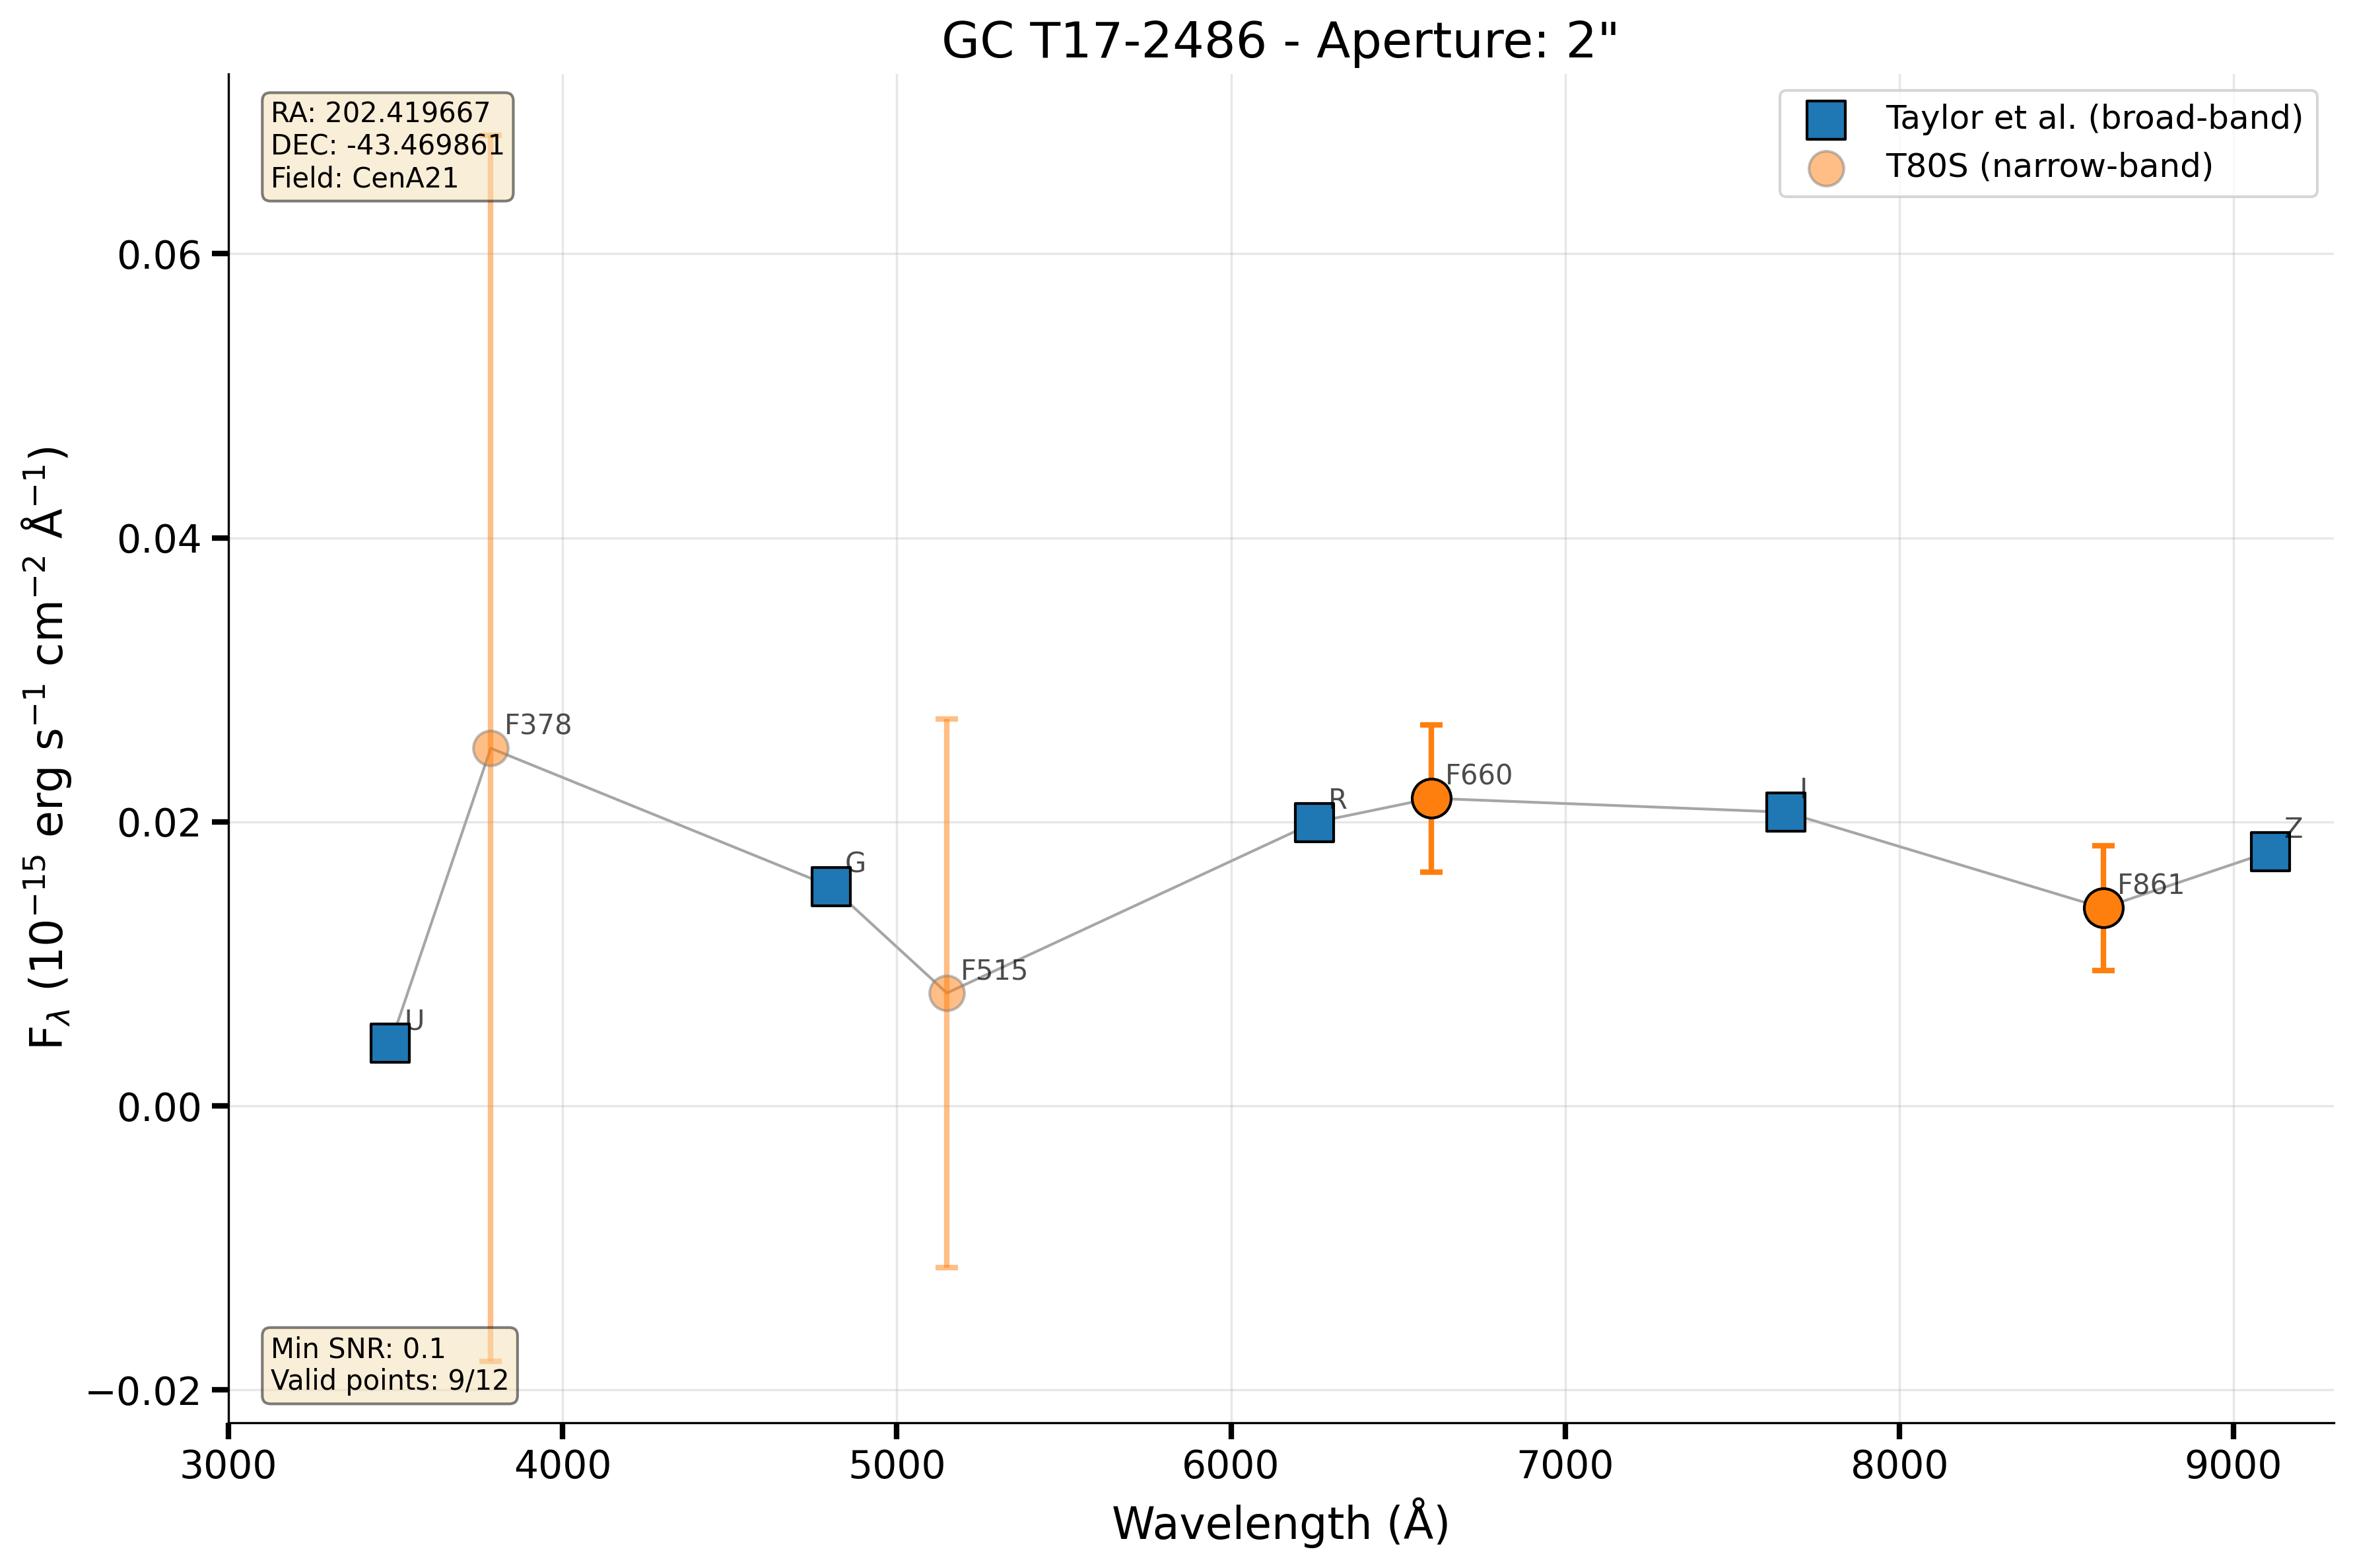 GC T17-2486 - Aperture: 2"
RA: 202.419667
DEC: -43.469861
Field: CenA21
Taylor et al. (broad-band)
T80S (narrow-band)
0.06
0.04
0.02
0.00
−0.02
F_λ (10⁻¹⁵ erg s⁻¹ cm⁻² Å⁻¹)
U
F378
G
F515
R
F660
I
F861
Z
Min SNR: 0.1
Valid points: 9/12
3000 4000 5000 6000 7000 8000 9000
Wavelength (Å)